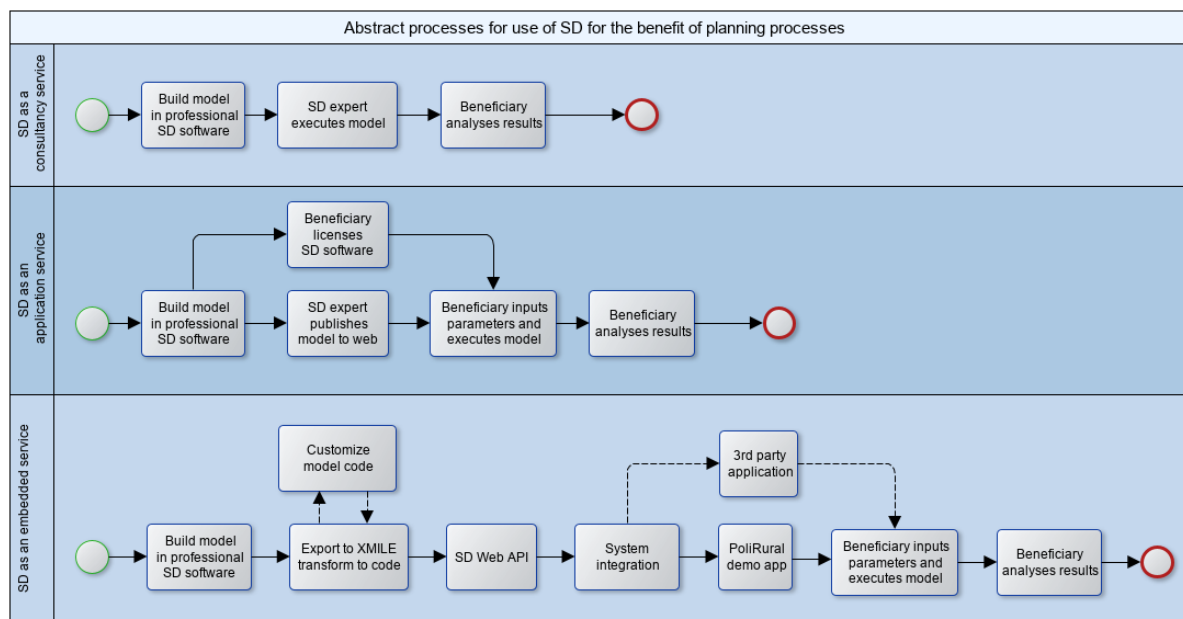 Abstract processes for use of SD for the benefit of planning processes
SD as a
consultancy service
Build model
in professional
SD software
SD expert
executes model
Beneficiary
analyses results
SD as an
application service
Beneficiary
licenses
SD software
Build model
in professional
SD software
SD expert
publishes
model to web
Beneficiary inputs
parameters and
executes model
Beneficiary
analyses results
SD as an embedded service
Customize
model code
3rd party
application
Build model
in professional
SD software
Export to XMILE
transform to code
SD Web API
System
integration
PoliRural
demo app
Beneficiary inputs
parameters and
executes model
Beneficiary
analyses results